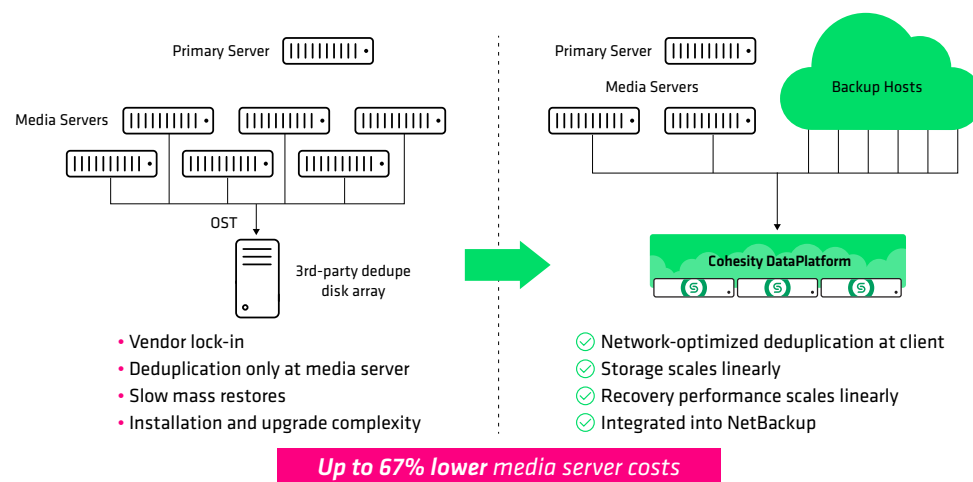 Primary Server
Media Servers
OST
3rd-party dedupe
disk array
• Vendor lock-in
• Deduplication only at media server
• Slow mass restores
• Installation and upgrade complexity
Primary Server
Media Servers
Backup Hosts
Cohesity DataPlatform
Network-optimized deduplication at client
Storage scales linearly
Recovery performance scales linearly
Integrated into NetBackup
Up to 67% lower media server costs